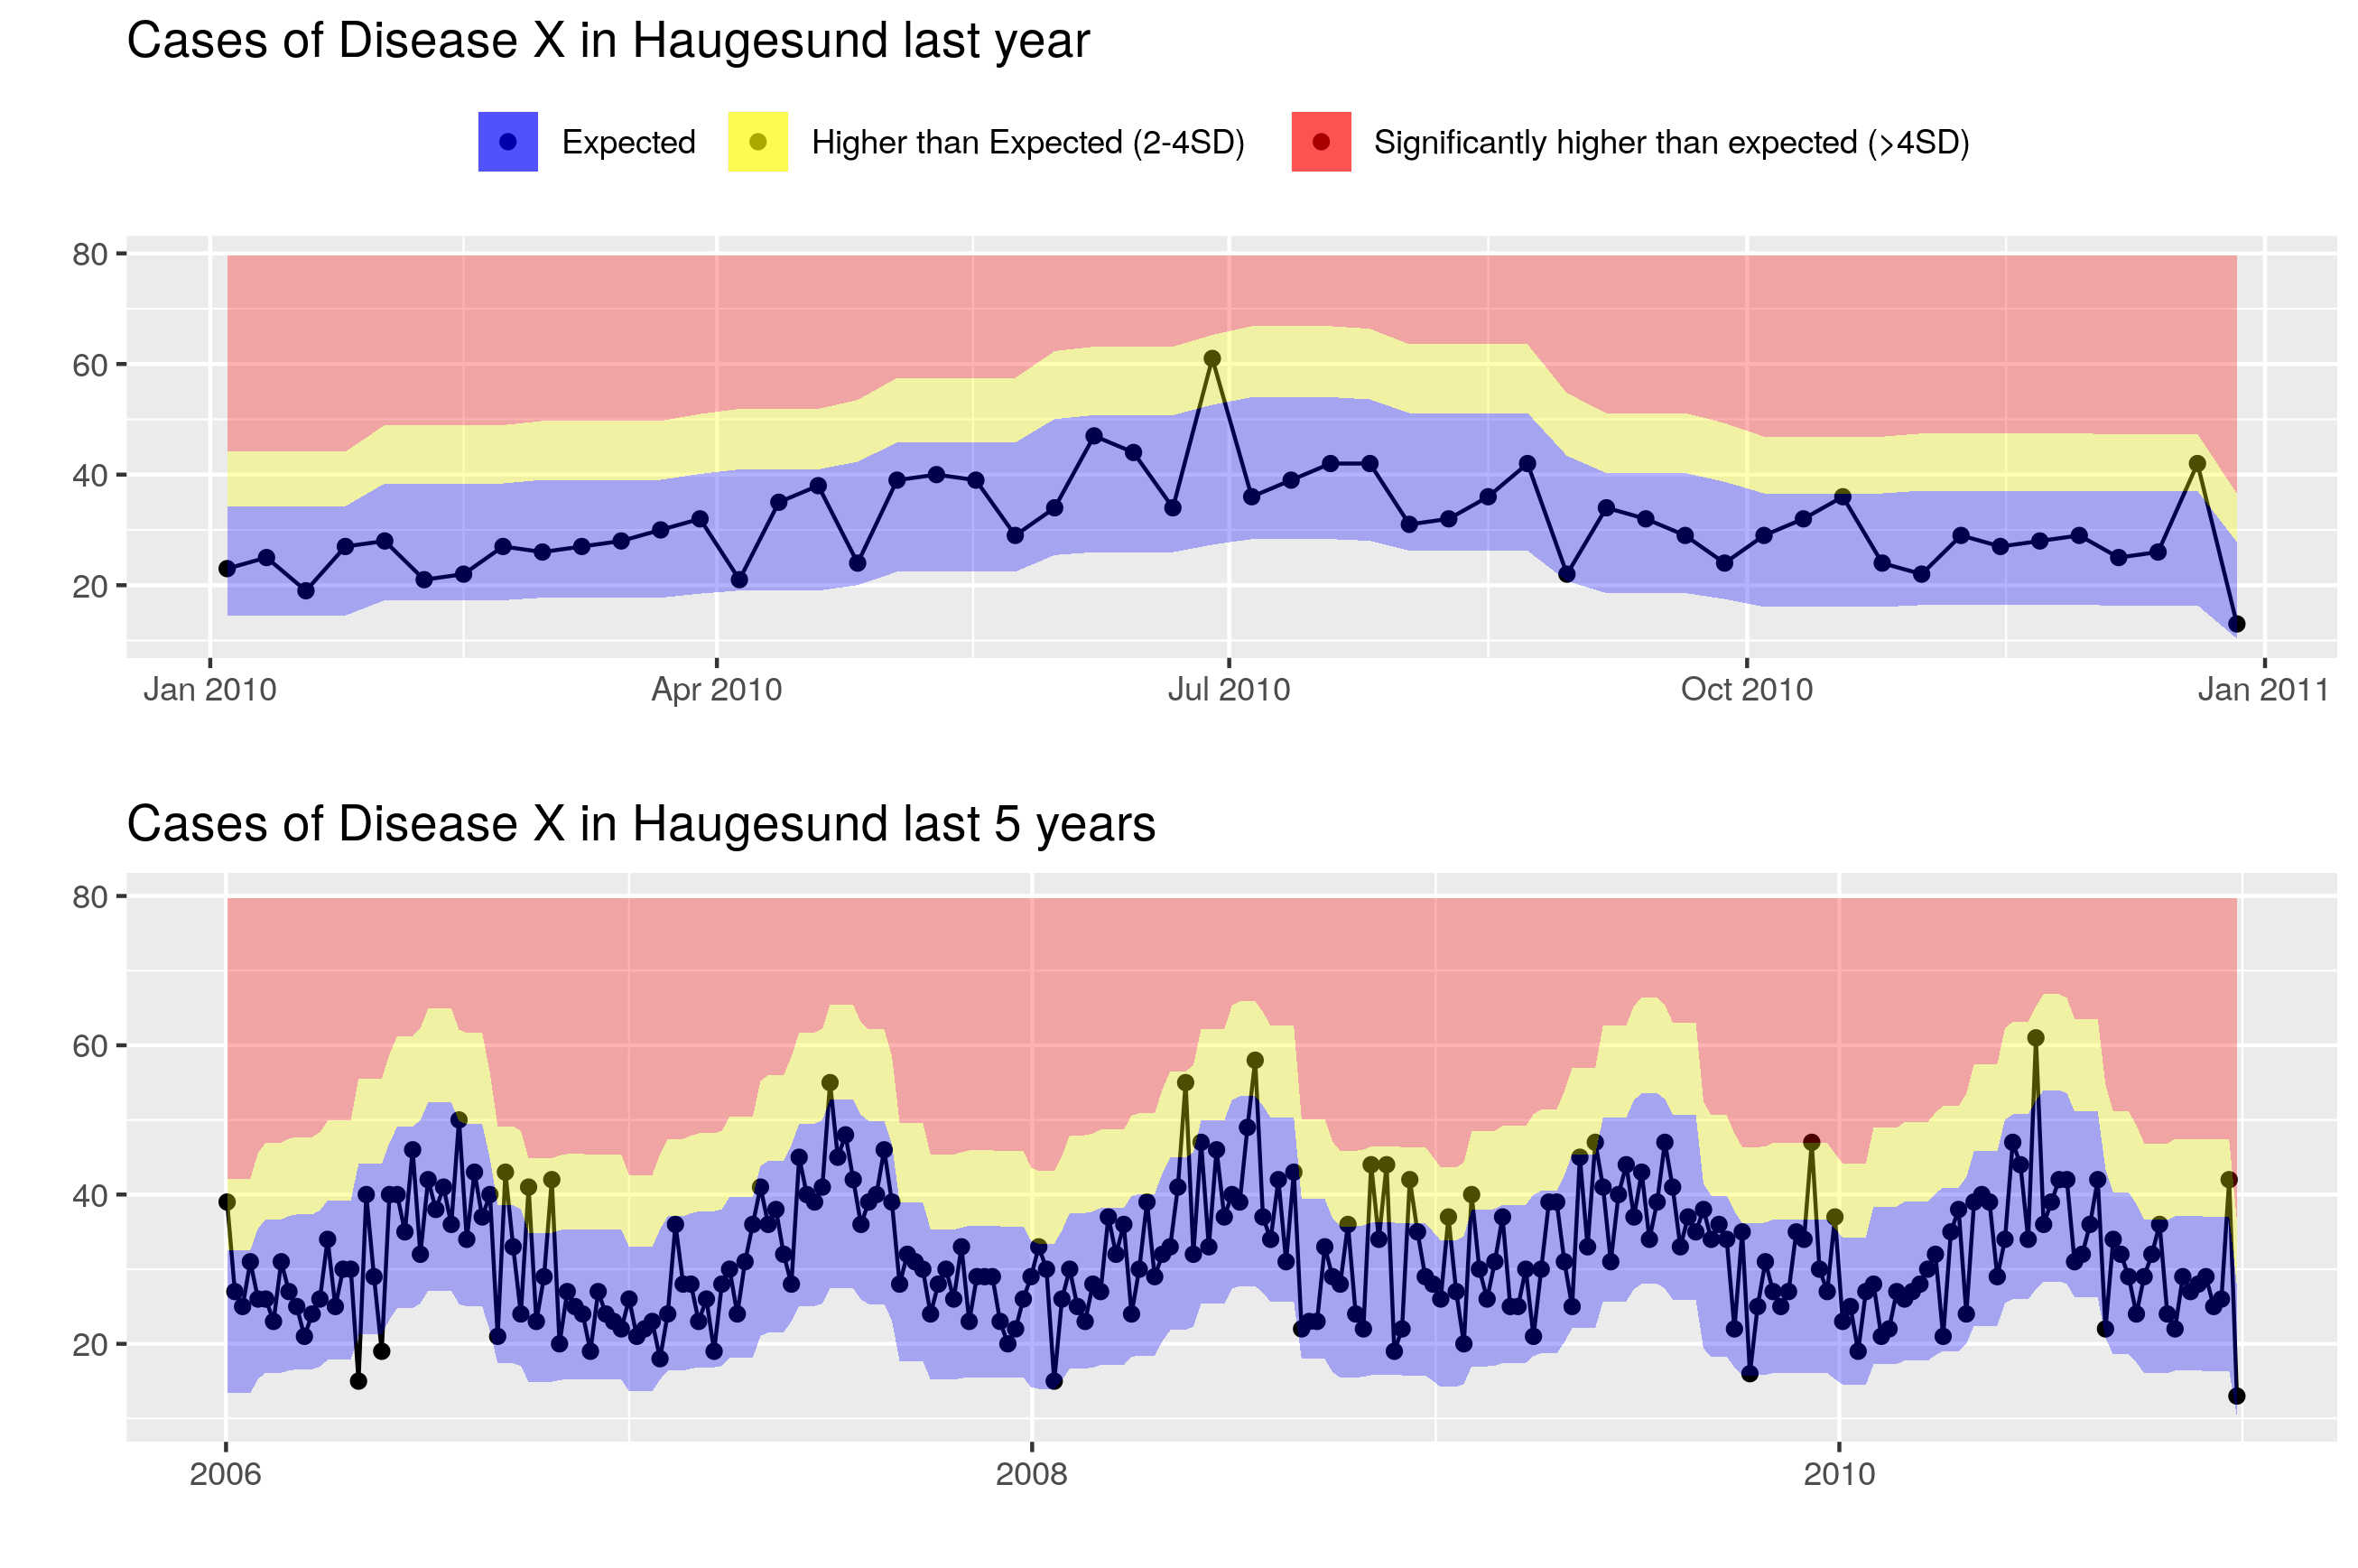 Cases of Disease X in Haugesund last year
Expected Higher than Expected (2-4SD) Significantly higher than expected (>4SD)
80
60
40
20
Jan 2010 Apr 2010 Jul 2010 Oct 2010 Jan 2011
Cases of Disease X in Haugesund last 5 years
80
60
40
20
2006 2008 2010